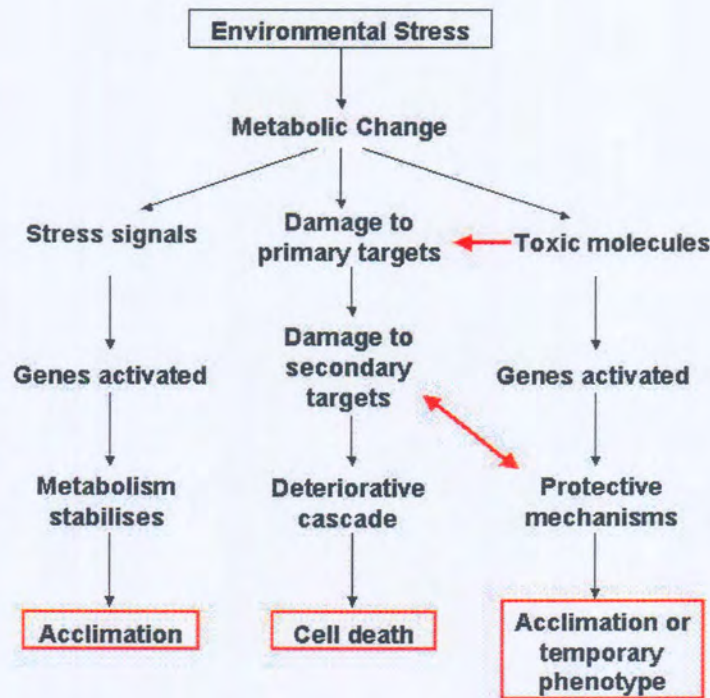 Environmental Stress
Metabolic Change
Stress signals
Damage to
primary targets
Toxic molecules
Genes activated
Damage to
secondary
targets
Genes activated
Metabolism
stabilises
Deteriorative
cascade
Protective
mechanisms
Acclimation
Cell death
Acclimation or
temporary
phenotype